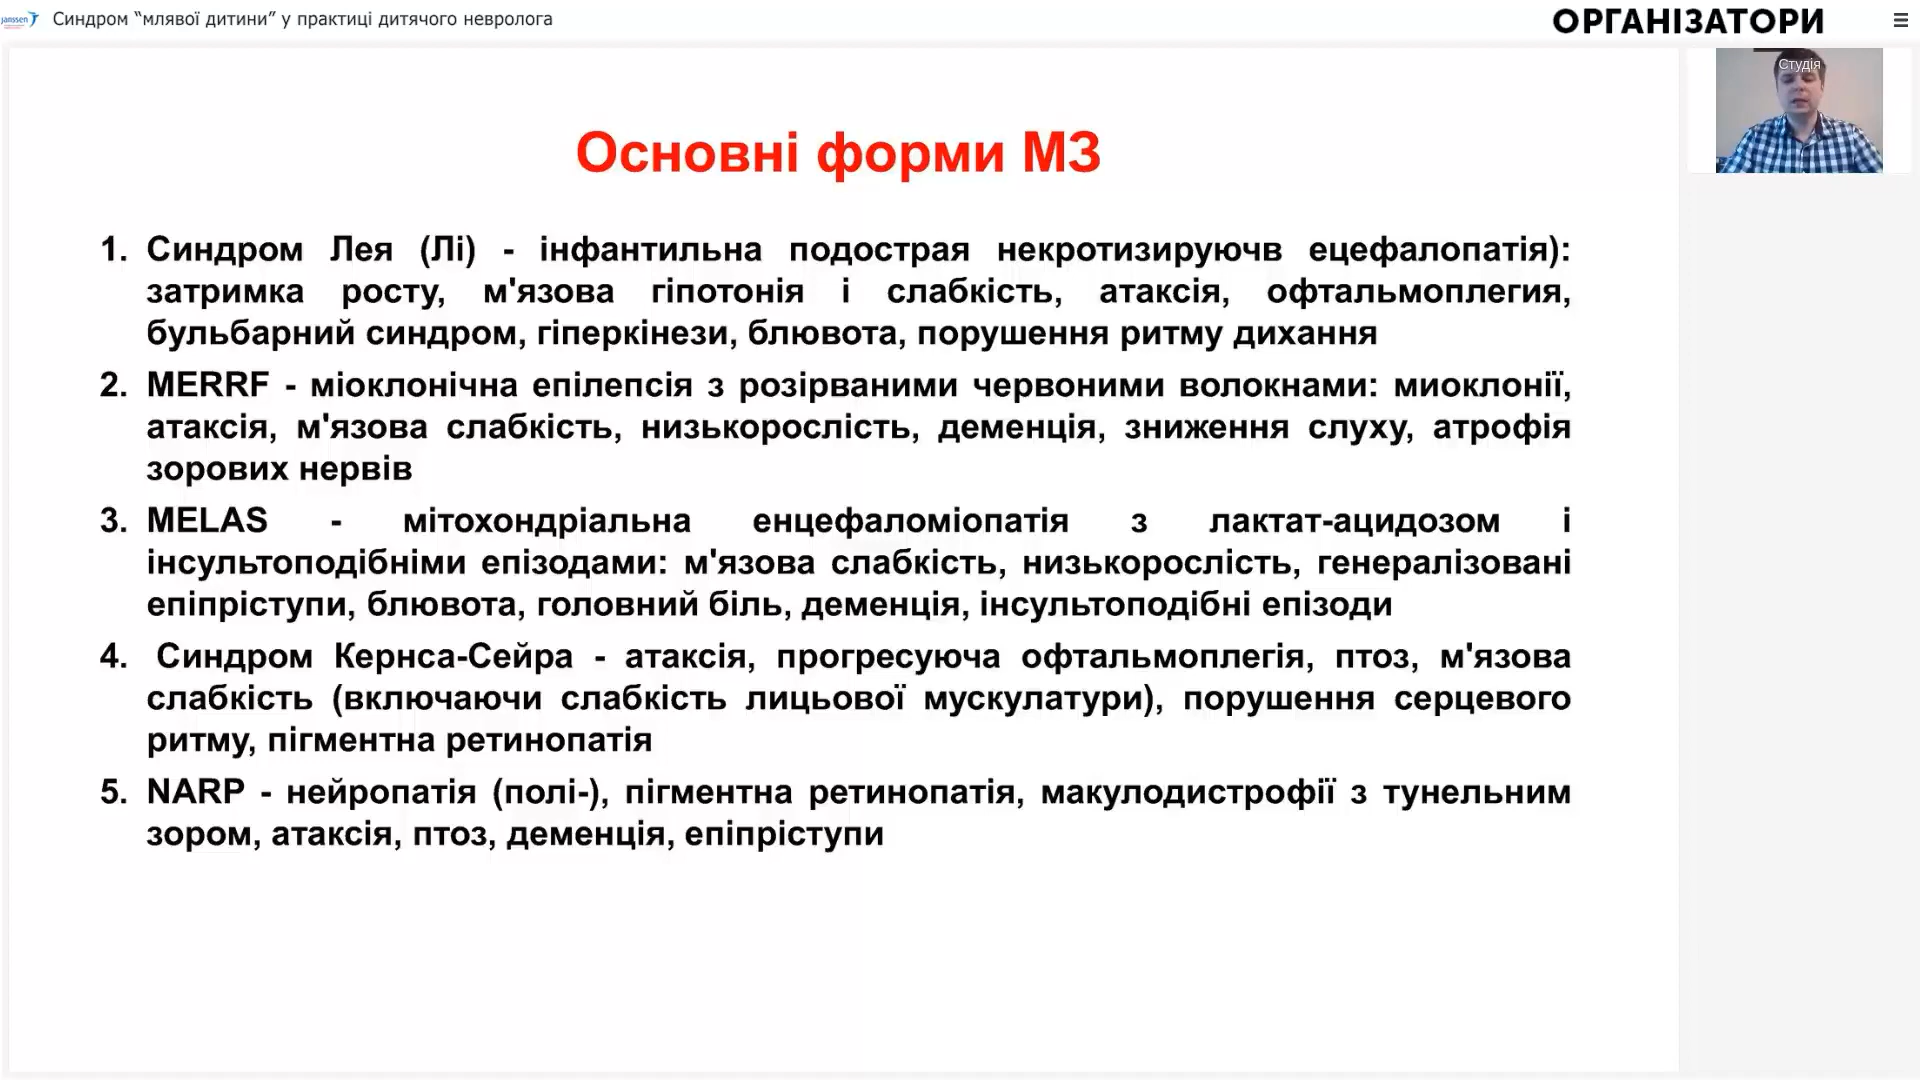 janssen
Синдром “млявої дитини” у практиці дитячого невролога
ОРГАНІЗАТОРИ
Студія
Основні форми МЗ
1. Синдром Лея (Лі) - інфантильна подострая некротизируючв ецефалопатія):
затримка росту, м'язова гіпотонія і слабкість, атаксія, офтальмоплегия,
бульбарний синдром, гіперкінези, блювота, порушення ритму дихання
2. MERRF - міоклонічна епілепсія з розірваними червоними волокнами: миоклонії,
атаксія, м'язова слабкість, низькорослість, деменція, зниження слуху, атрофія
зорових нервів
3. MELAS - мітохондріальна енцефаломіопатія з лактат-ацидозом і
інсультоподібніми епізодами: м'язова слабкість, низькорослість, генералізовані
епіпріступи, блювота, головний біль, деменція, інсультоподібні епізоди
4. Синдром Кернса-Сейра - атаксія, прогресуюча офтальмоплегія, птоз, м'язова
слабкість (включаючи слабкість лицьової мускулатури), порушення серцевого
ритму, пігментна ретинопатія
5. NARP - нейропатія (полі-), пігментна ретинопатія, макулодистрофії з тунельним
зором, атаксія, птоз, деменція, епіпріступи